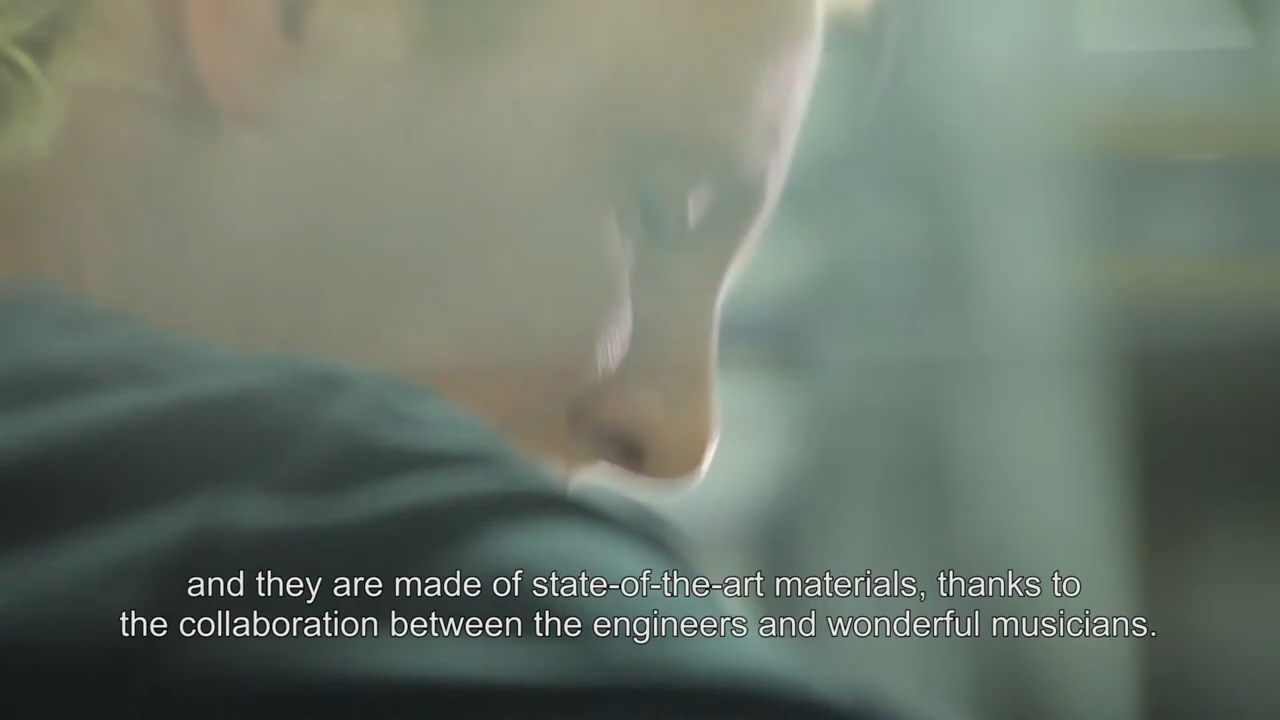 and they are made of state-of-the-art materials, thanks to
the collaboration between the engineers and wonderful musicians.